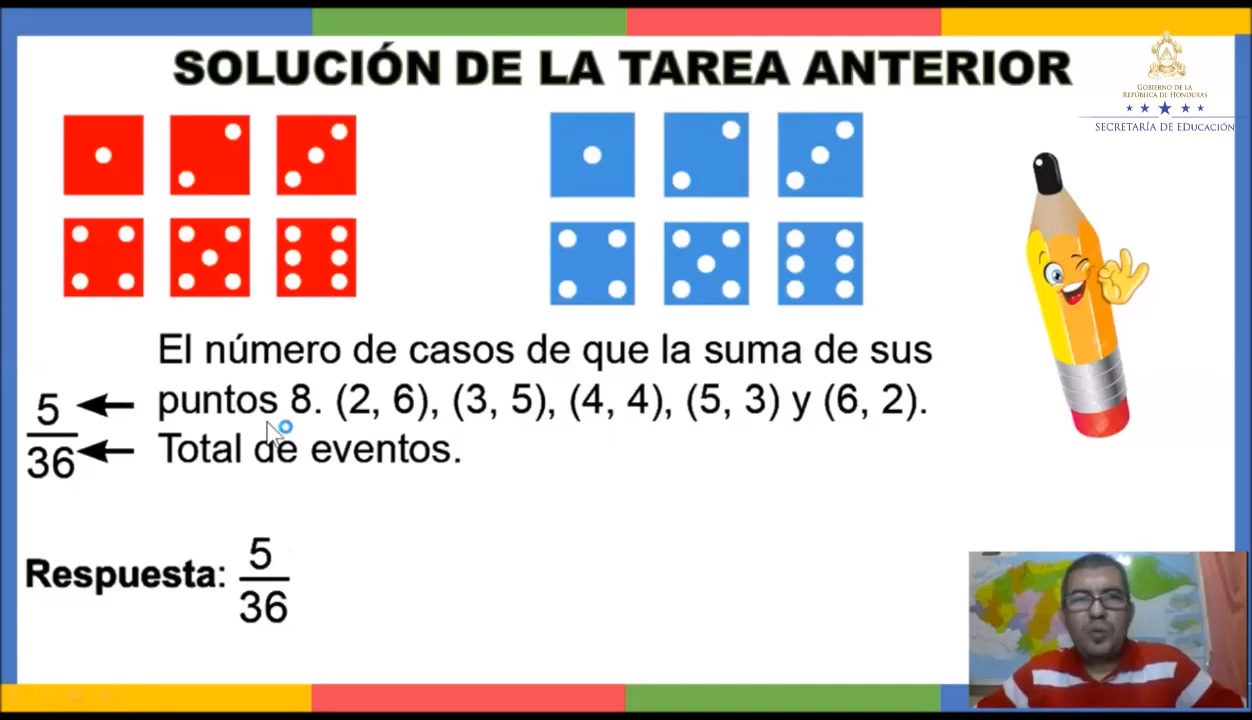 SOLUCIÓN DE LA TAREA ANTERIOR
GOBIERNO DE LA
REPÚBLICA DE HONDURAS
SECRETARÍA DE EDUCACIÓN
El número de casos de que la suma de sus
puntos 8. (2, 6), (3, 5), (4, 4), (5, 3) y (6, 2).
5
36
Total de eventos.
Respuesta: 5
36